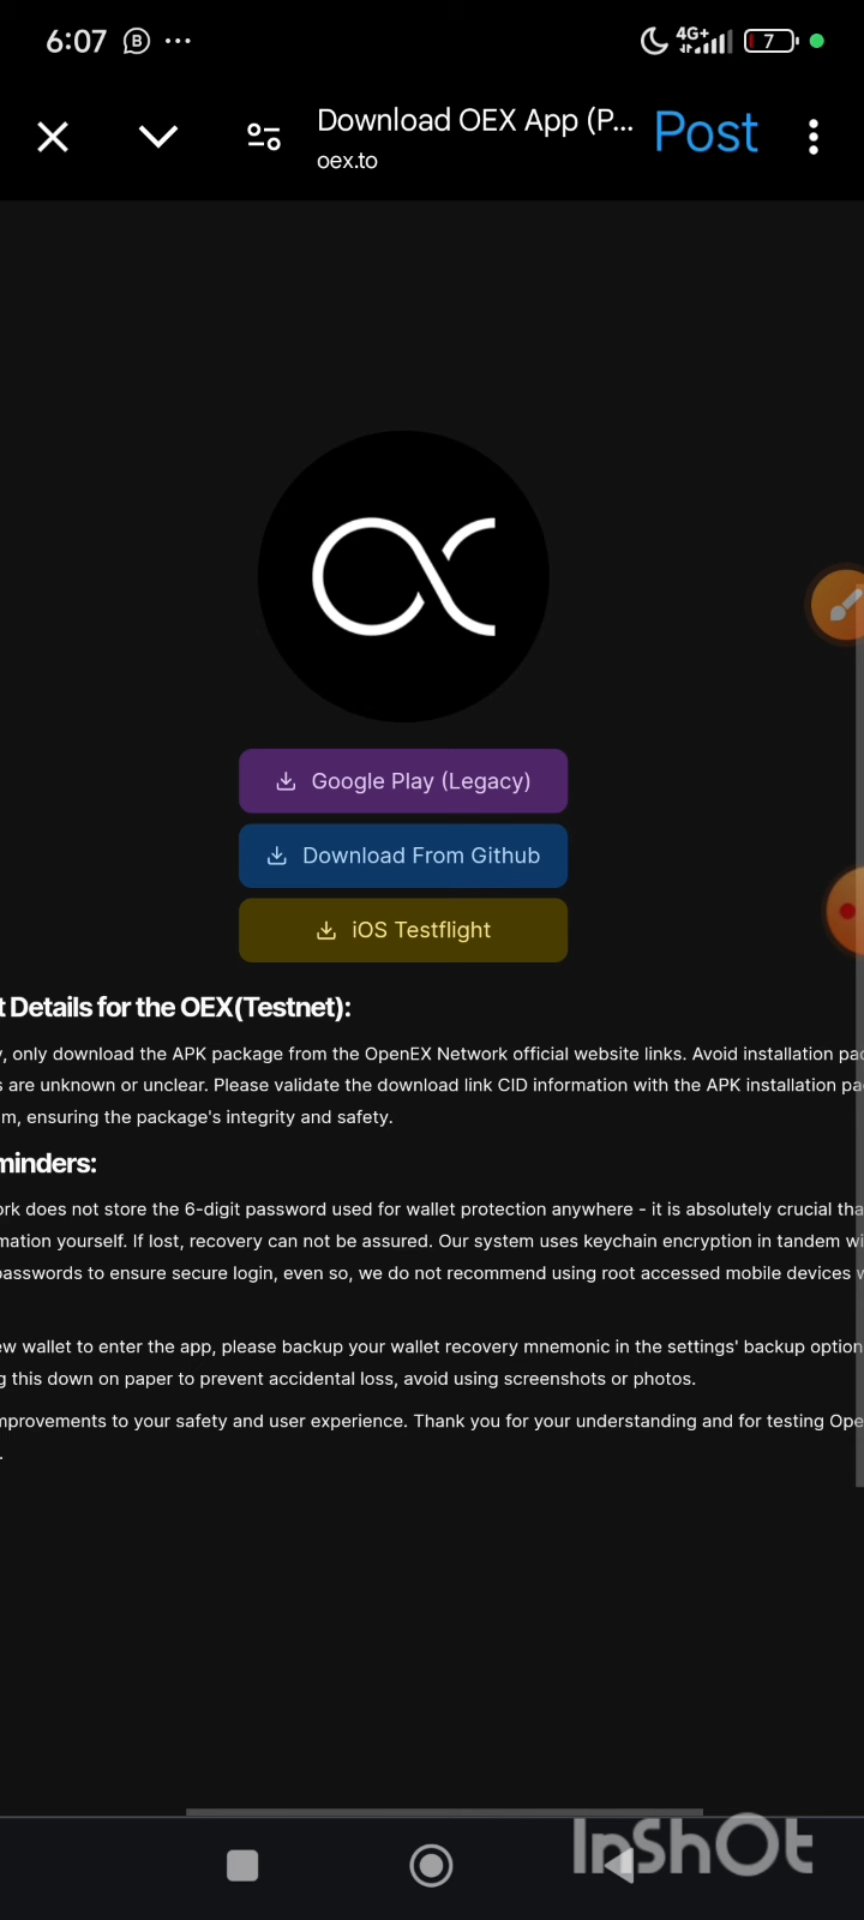 6:07 B ...
4G+ 7
Download OEX App (P... Post
oex.to
Google Play (Legacy)
Download From Github
iOS Testflight
t Details for the OEX(Testnet):
, only download the APK package from the OpenEX Network official website links. Avoid installation pac
s are unknown or unclear. Please validate the download link CID information with the APK installation pa
m, ensuring the package's integrity and safety.
minders:
ork does not store the 6-digit password used for wallet protection anywhere - it is absolutely crucial tha
mation yourself. If lost, recovery can not be assured. Our system uses keychain encryption in tandem wi
passwords to ensure secure login, even so, we do not recommend using root accessed mobile devices w
ew wallet to enter the app, please backup your wallet recovery mnemonic in the settings' backup option
g this down on paper to prevent accidental loss, avoid using screenshots or photos.
mprovements to your safety and user experience. Thank you for your understanding and for testing Ope
.
InShOt